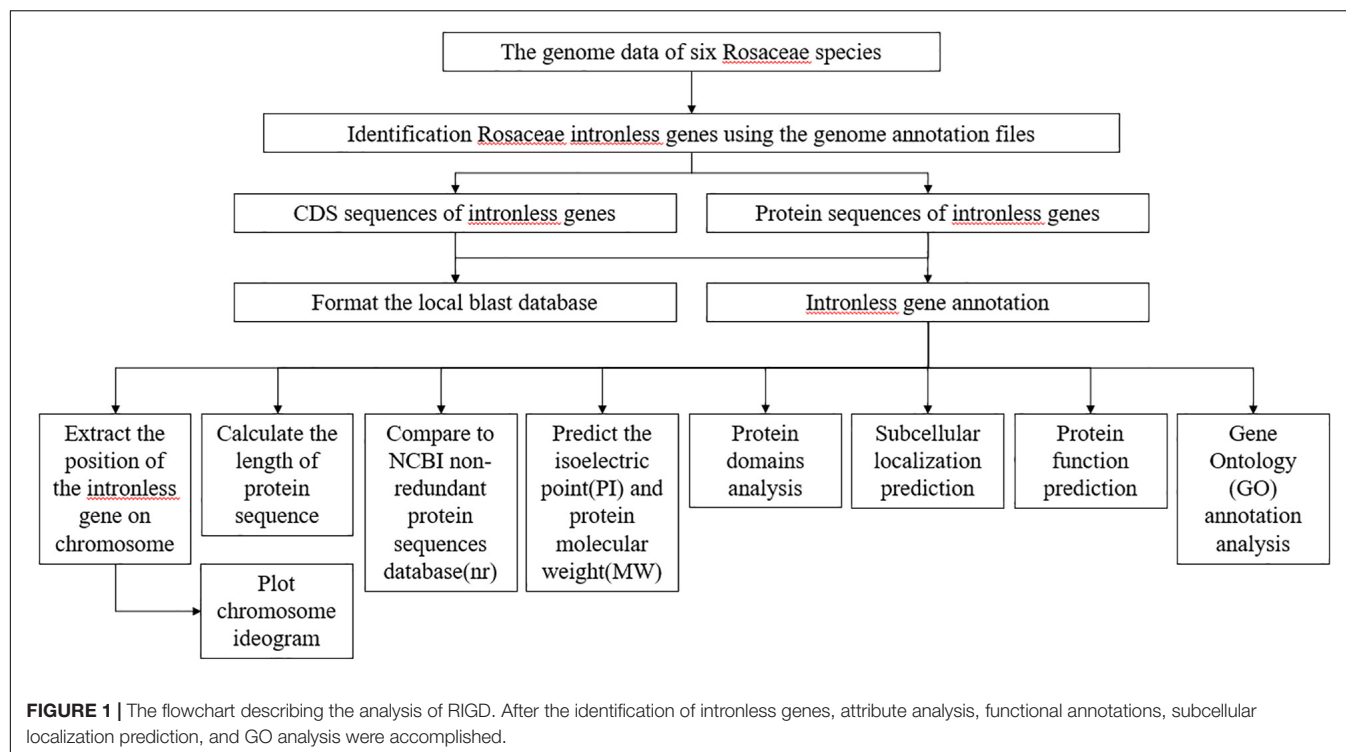 The genome data of six Rosaceae species
Identification Rosaceae intronless genes using the genome annotation files
CDS sequences of intronless genes
Protein sequences of intronless genes
Format the local blast database
Intronless gene annotation
Extract the
position of
the intronless
gene on
chromosome
Calculate the
length of
protein
sequence
Compare to
NCBI non-
redundant
protein
sequences
database(nr)
Predict the
isoelectric
point(PI) and
protein
molecular
weight(MW)
Protein
domains
analysis
Subcellular
localization
prediction
Protein
function
prediction
Gene
Ontology
(GO)
annotation
analysis
Plot
chromosome
ideogram
FIGURE 1 | The flowchart describing the analysis of RIGD. After the identification of intronless genes, attribute analysis, functional annotations, subcellular
localization prediction, and GO analysis were accomplished.